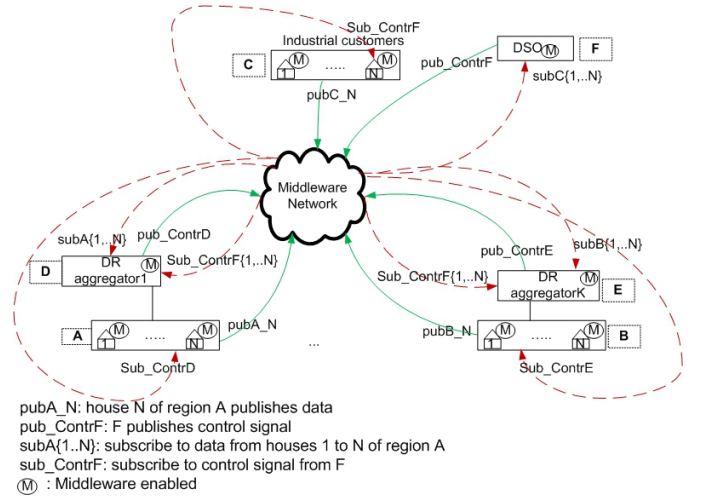 Sub_ContrF
Industrial customers
C
M
M
1
.....
N
DSO
M
F
pub_ContrF
subC{1,..N}
pubC_N
Middleware
Network
subA{1,..N}
pub_ContrD
Sub_ContrF{1,..N}
D
DR
aggregator1
M
pub_ContrE
subB{1,..N}
Sub_ContrF{1,..N}
DR
aggregatorK
M
E
A
M
M
1
.....
N
pubA_N
Sub_ContrD
...
pubB_N
M
M
1
.....
N
B
Sub_ContrE
pubA_N: house N of region A publishes data
pub_ContrF: F publishes control signal
subA{1..N}: subscribe to data from houses 1 to N of region A
sub_ContrF: subscribe to control signal from F
M : Middleware enabled